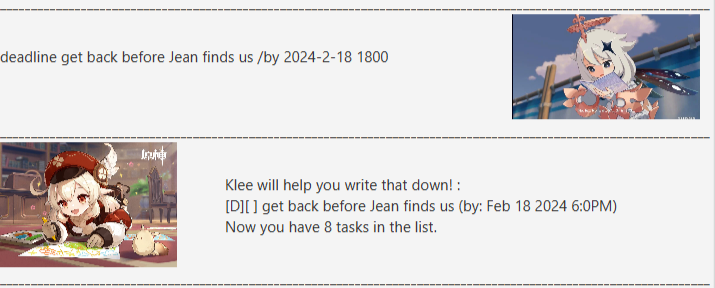 deadline get back before Jean finds us /by 2024-2-18 1800
Klee will help you write that down! :
[D][ ] get back before Jean finds us (by: Feb 18 2024 6:0PM)
Now you have 8 tasks in the list.